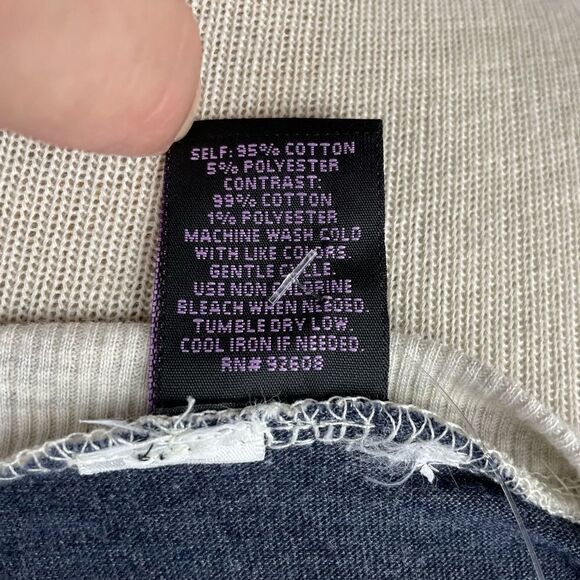 SELF: 95% COTTON
5% POLYESTER
CONTRAST:
99% COTTON
1% POLYESTER
MACHINE WASH COLD
WITH LIKE COLORS.
GENTLE CYCLE.
USE NON CHLORINE
BLEACH WHEN NEEDED.
TUMBLE DRY LOW.
COOL IRON IF NEEDED.
RN# 92608